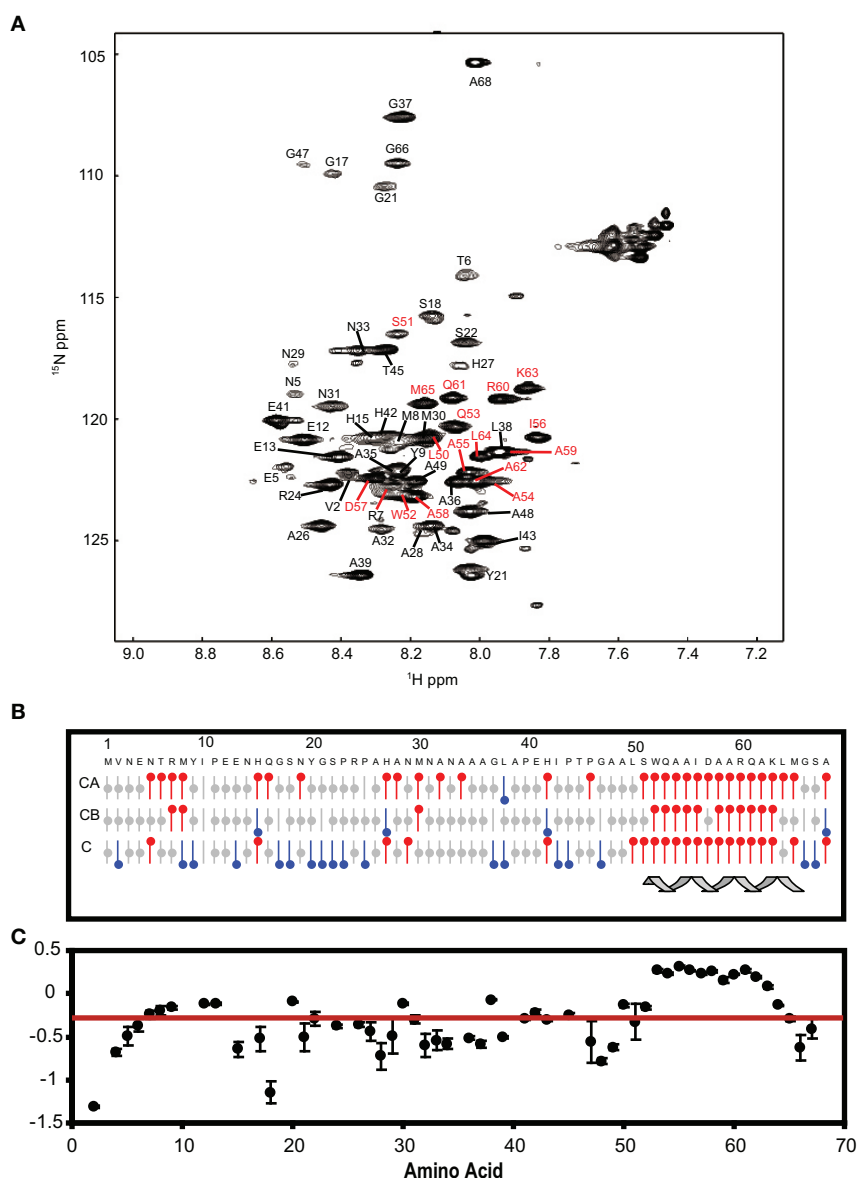 A
105
A68
G37
G47
G17
G66
110
G21
T6
115
S18
S51
N33
S22
T45
H27
N29
K63
N5
M65
Q61
R60
N31
Q53
120
E41
H42
M8
M30
I56
E12
H15
L64
L38
A55
L50
A59
E13
A35
Y9
A49
A62
E5
R24
A36
A54
V2
D57
R7
W52
A58
A48
A26
A32
A28
A34
I43
125
A39
Y21
15N ppm
9.0 8.8 8.6 8.4 8.2 8.0 7.8 7.6 7.4 7.2
1H ppm
B
1 10 20 30 40 50 60
M V N E N T R M Y I P E E N H Q G S N Y G S P R P A H A N M N A N A A A G L A P E H I P T P G A A L S W Q A A I D A A R Q A K L M G S A
CA
CB
C
C
0.5
0
-0.5
-1
-1.5
0 10 20 30 40 50 60 70
Amino Acid